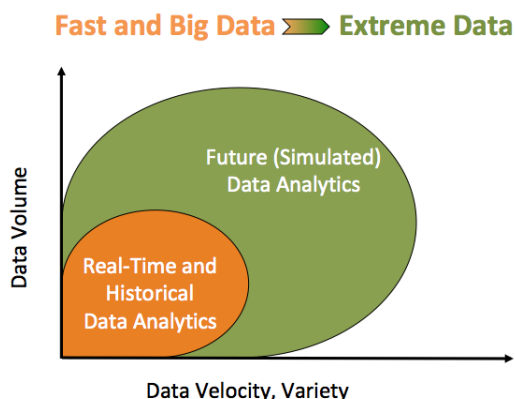 Fast and Big Data Extreme Data
Future (Simulated)
Data Analytics
Real-Time and
Historical
Data Analytics
Data Volume
Data Velocity, Variety